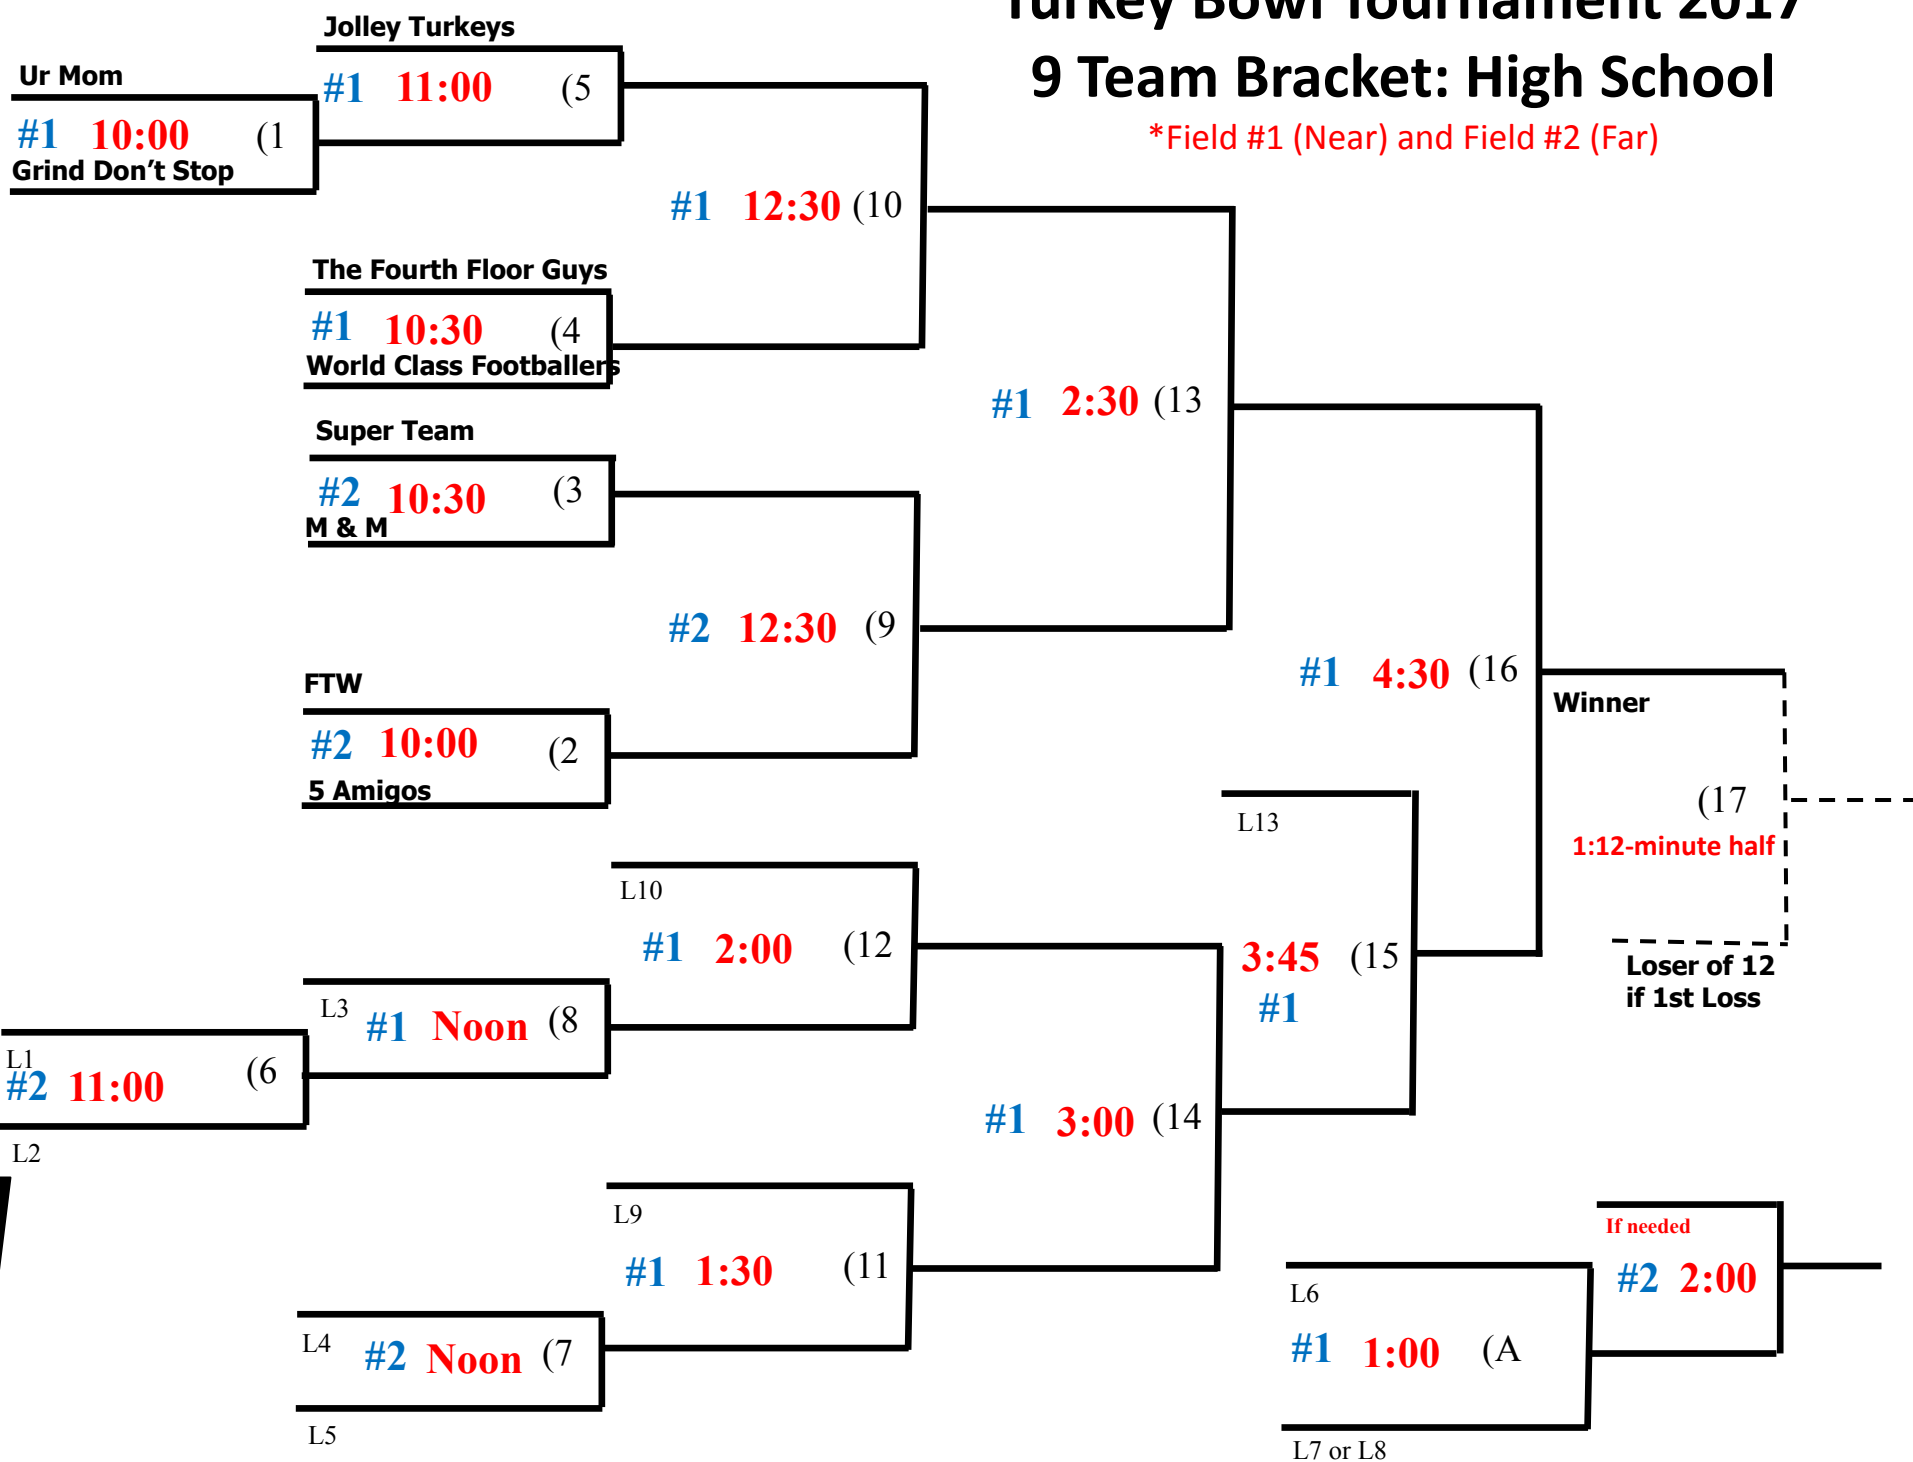 Turkey Bowl Tournament 2017
9 Team Bracket: High School
*Field #1 (Near) and Field #2 (Far)
Jolley Turkeys
Ur Mom
#1 11:00 (5
#1 10:00 (1
Grind Don’t Stop
#1 12:30 (10
The Fourth Floor Guys
#1 10:30 (4
World Class Footballers
#1 2:30 (13
Super Team
#2 10:30 (3
M & M
#2 12:30 (9
FTW
#1 4:30 (16
Winner
#2 10:00 (2
5 Amigos
(17
1:12-minute half
L13
L10
#1 2:00 (12
3:45 (15
#1
Loser of 12
if 1st Loss
L3 #1 Noon (8
L1
#2 11:00 (6
L2
#1 3:00 (14
L9
#1 1:30 (11
If needed
#2 2:00
L6
#1 1:00 (A
L7 or L8
L4 #2 Noon (7
L5